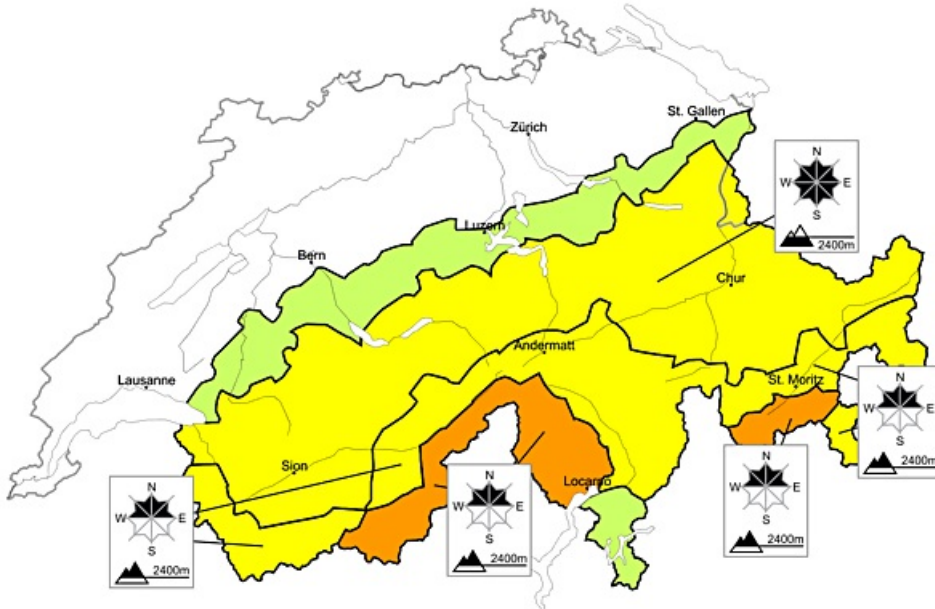 St. Gallen
Zürich
N
W E
S
2400m
Luzern
Bern
Chur
Andermatt
Lausanne
St. Moritz
N
W E
S
2400m
Sion
Locarno
N
W E
S
2400m
N
W E
S
2400m
N
W E
S
2400m